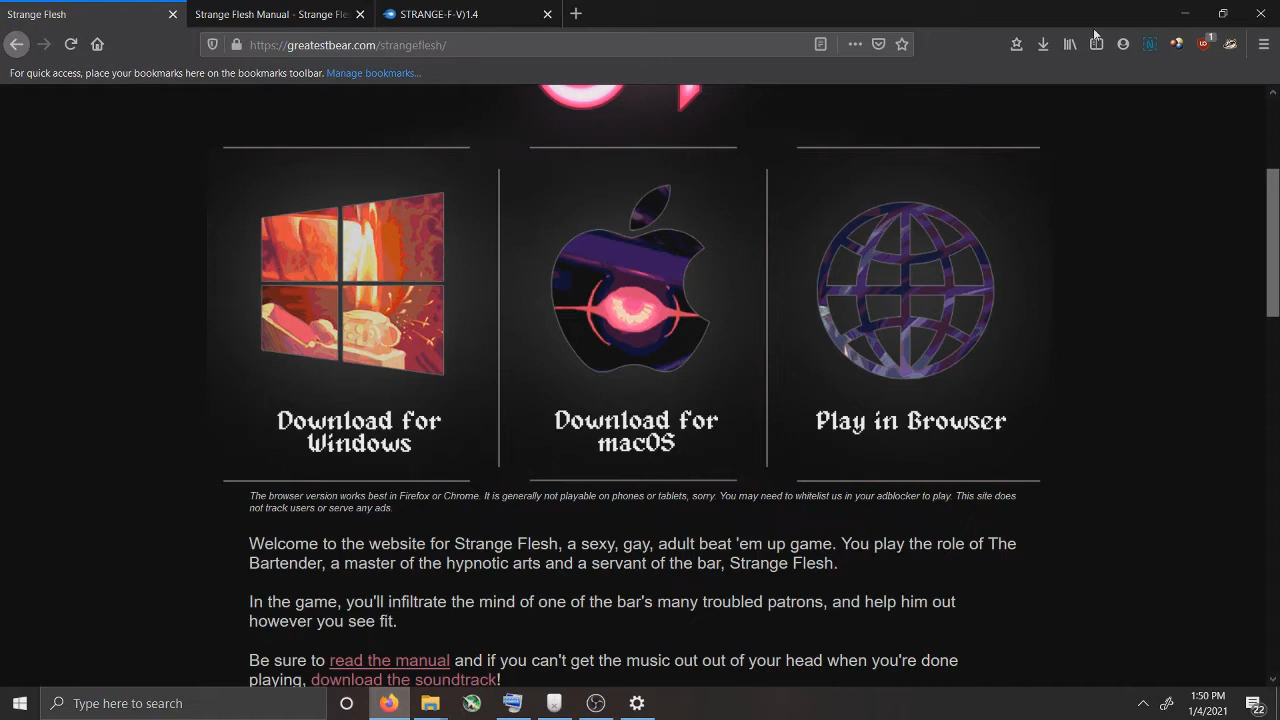 Strange Flesh
Strange Flesh Manual - Strange Fle
STRANGE-F-V)1.4
https://greatestbear.com/strangeflesh/
1
For quick access, place your bookmarks here on the bookmarks toolbar. Manage bookmarks...
Download for
Windows
Download for
macOS
Play in Browser
The browser version works best in Firefox or Chrome. It is generally not playable on phones or tablets, sorry. You may need to whitelist us in your adblocker to play. This site does
not track users or serve any ads.
Welcome to the website for Strange Flesh, a sexy, gay, adult beat 'em up game. You play the role of The
Bartender, a master of the hypnotic arts and a servant of the bar, Strange Flesh.
In the game, you'll infiltrate the mind of one of the bar's many troubled patrons, and help him out
however you see fit.
Be sure to read the manual and if you can't get the music out out of your head when you're done
playing, download the soundtrack!
Type here to search
1:50 PM
1/4/2021
22